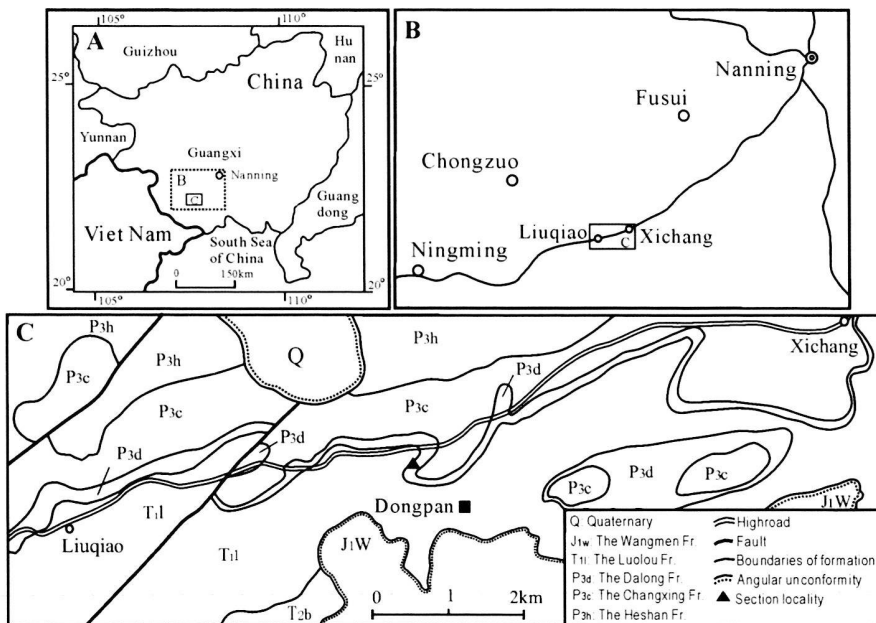 A
105°
110°
Guizhou
Hu
nan
25°
25°
China
Yunnan
Guangxi
B
Nanning
C
Guang
dong
Viet Nam
South Sea
of China
0
150km
20°
20°
105°
110°
B
Nanning
Fusui
Chongzuo
Liuqiao
C
Xichang
Ningming
C
P3h
P3c
P3h
Q
P3h
P3d
Xichang
P3c
P3c
P3d
P3d
P3c
P3d
P3c
Dongpan
J1W
T1l
Liuqiao
T1l
J1W
T2b
0
1
2km
Q: Quaternary
J1w: The Wangmen Fr.
T1l: The Luolou Fr.
P3d: The Dalong Fr.
P3c: The Changxing Fr.
P3h: The Heshan Fr.
Highroad
Fault
Boundaries of formation
Angular unconformity
Section locality